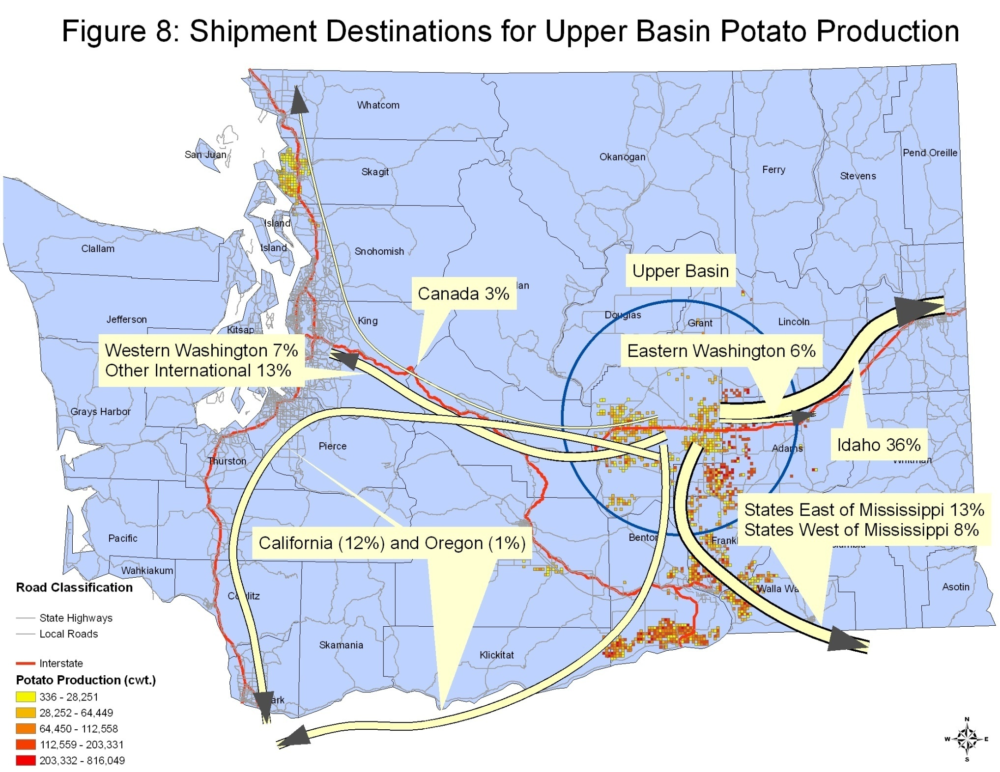 Figure 8: Shipment Destinations for Upper Basin Potato Production
Whatcom
San Juan
Skagit
Okanogan
Ferry
Stevens
Pend Oreille
Island
Island
Clallam
Snohomish
Upper Basin
Canada 3%
Jefferson
Kitsap
King
Douglas
Grant
Lincoln
Western Washington 7%
Other International 13%
Eastern Washington 6%
Grays Harbor
Pierce
Thurston
Adams
Idaho 36%
Whitman
States East of Mississippi 13%
States West of Mississippi 8%
California (12%) and Oregon (1%)
Pacific
Benton
Wahkiakum
Cowlitz
Asotin
Skamania
Klickitat
Road Classification
State Highways
Local Roads
Interstate
Potato Production (cwt.)
336 - 28,251
28,252 - 64,449
64,450 - 112,558
112,559 - 203,331
203,332 - 816,049
N
W
E
S